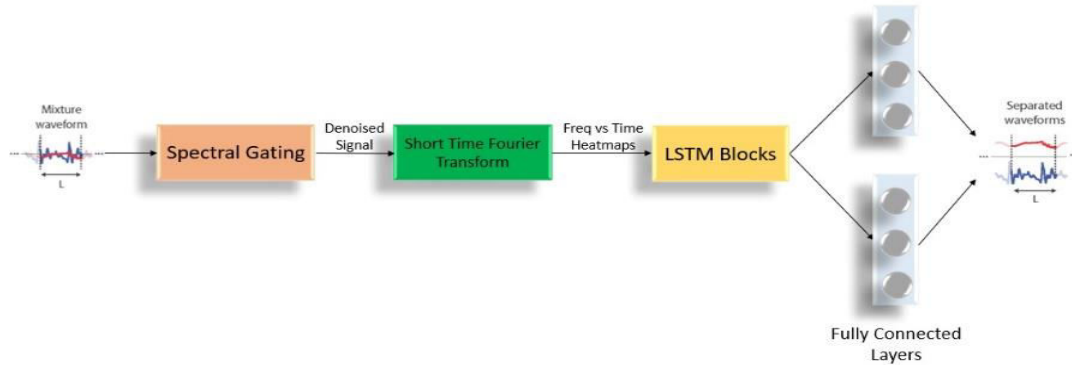 Mixture
waveform
L
Spectral Gating
Denoised
Signal
Short Time Fourier
Transform
Freq vs Time
Heatmaps
LSTM Blocks
Fully Connected
Layers
Separated
waveforms
L